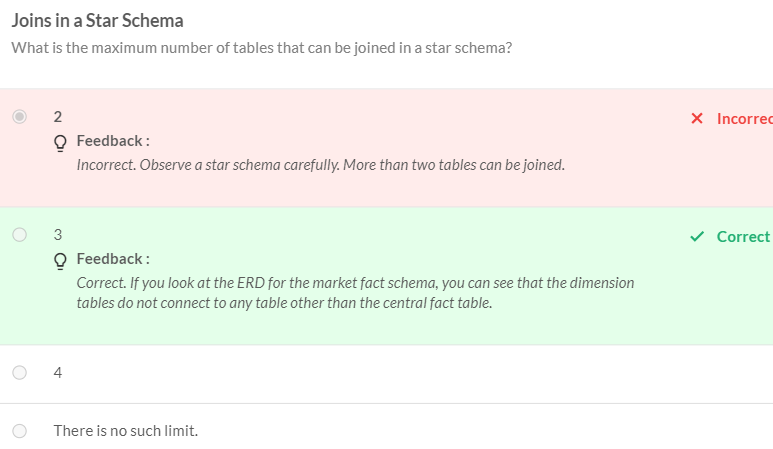 Joins in a Star Schema
What is the maximum number of tables that can be joined in a star schema?
2
Incorrec
Feedback :
Incorrect. Observe a star schema carefully. More than two tables can be joined.
3
Correct
Feedback :
Correct. If you look at the ERD for the market fact schema, you can see that the dimension
tables do not connect to any table other than the central fact table.
4
There is no such limit.